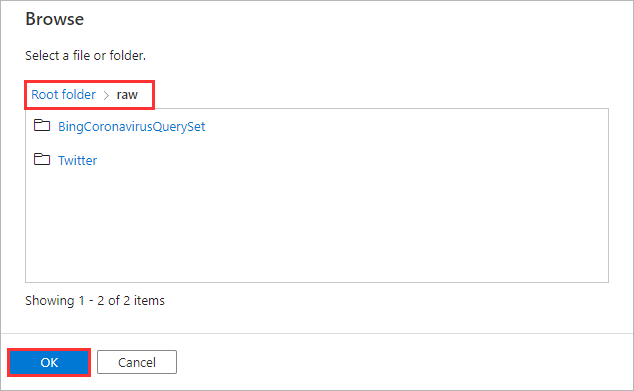 Browse
Select a file or folder.
Root folder > raw
BingCoronavirusQuerySet
Twitter
Showing 1 - 2 of 2 items
OK Cancel